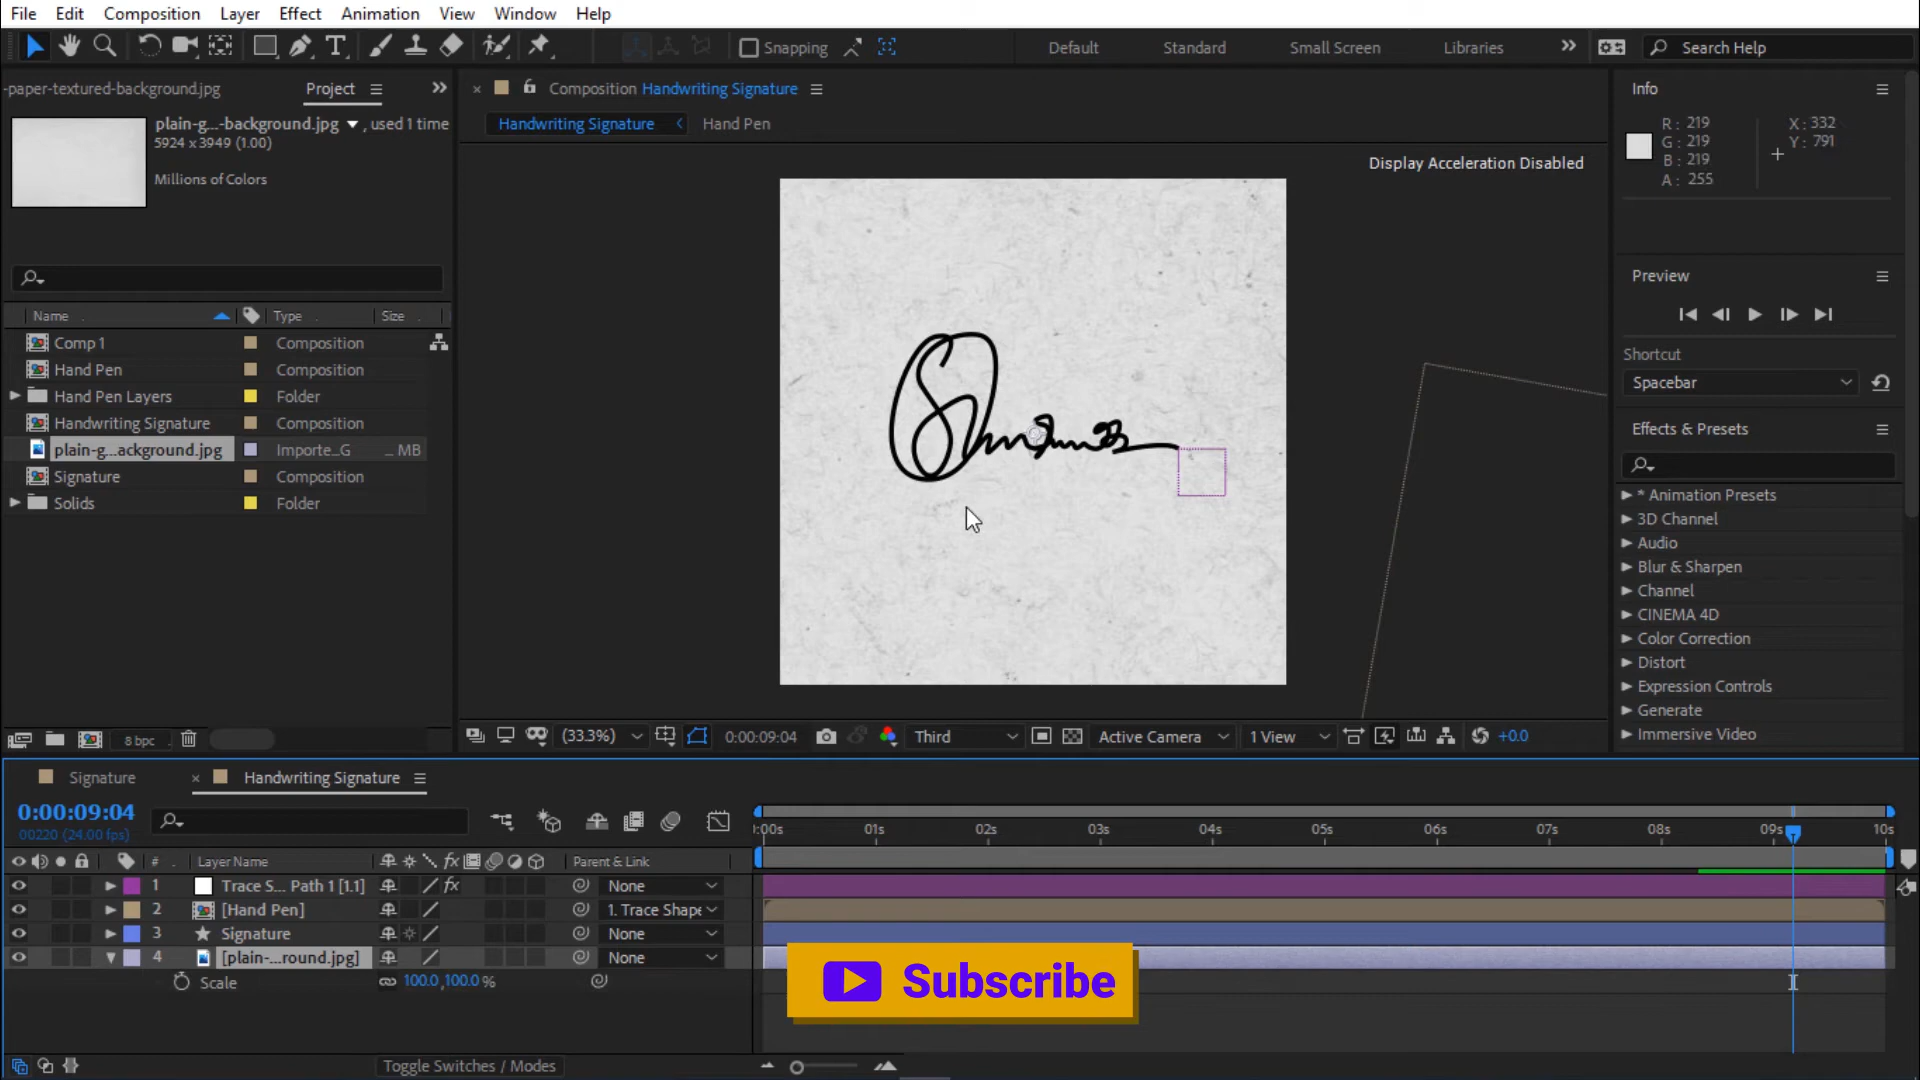 File Edit Composition Layer Effect Animation View Window Help
Snapping Default Standard Small Screen Libraries Search Help
-paper-textured-background.jpg Project
plain-g...-background.jpg , used 1 time
5924 x 3949 (1.00)
Millions of Colors
Name Type Size
Comp 1 Composition
Hand Pen Composition
Hand Pen Layers Folder
Handwriting Signature Composition
plain-g...ackground.jpg Importe_G ... MB
Signature Composition
Solids Folder
8 bpc
Composition Handwriting Signature
Handwriting Signature Hand Pen
Display Acceleration Disabled
(33.3%) 0:00:09:04 Third Active Camera 1 View +0.0
Info
R: 219 X: 332
G: 219 Y: 791
B: 219
A: 255
Preview
Shortcut
Spacebar
Effects & Presets
* Animation Presets
3D Channel
Audio
Blur & Sharpen
Channel
CINEMA 4D
Color Correction
Distort
Expression Controls
Generate
Immersive Video
Signature Handwriting Signature
0:00:09:04
00220 (24.00 fps)
# Layer Name fx Parent & Link
1 Trace S... Path 1 [1.1] fx None
2 [Hand Pen] 1. Trace Shape
3 Signature None
4 [plain-...round.jpg] None
Scale 100.0,100.0 %
Toggle Switches / Modes
:00s 01s 02s 03s 04s 05s 06s 07s 08s 09s 10s
Subscribe